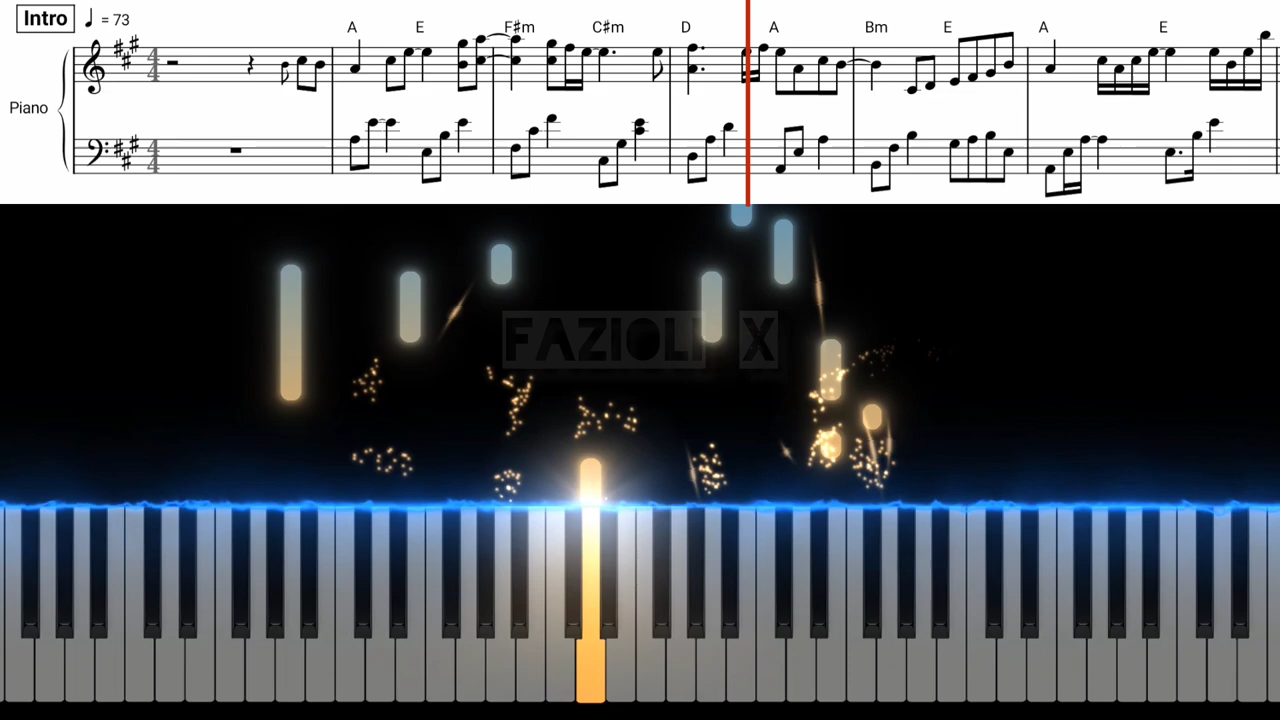 Intro ♩ = 73
A E F♯m C♯m D A Bm E A E
Piano
FAZIOLI X